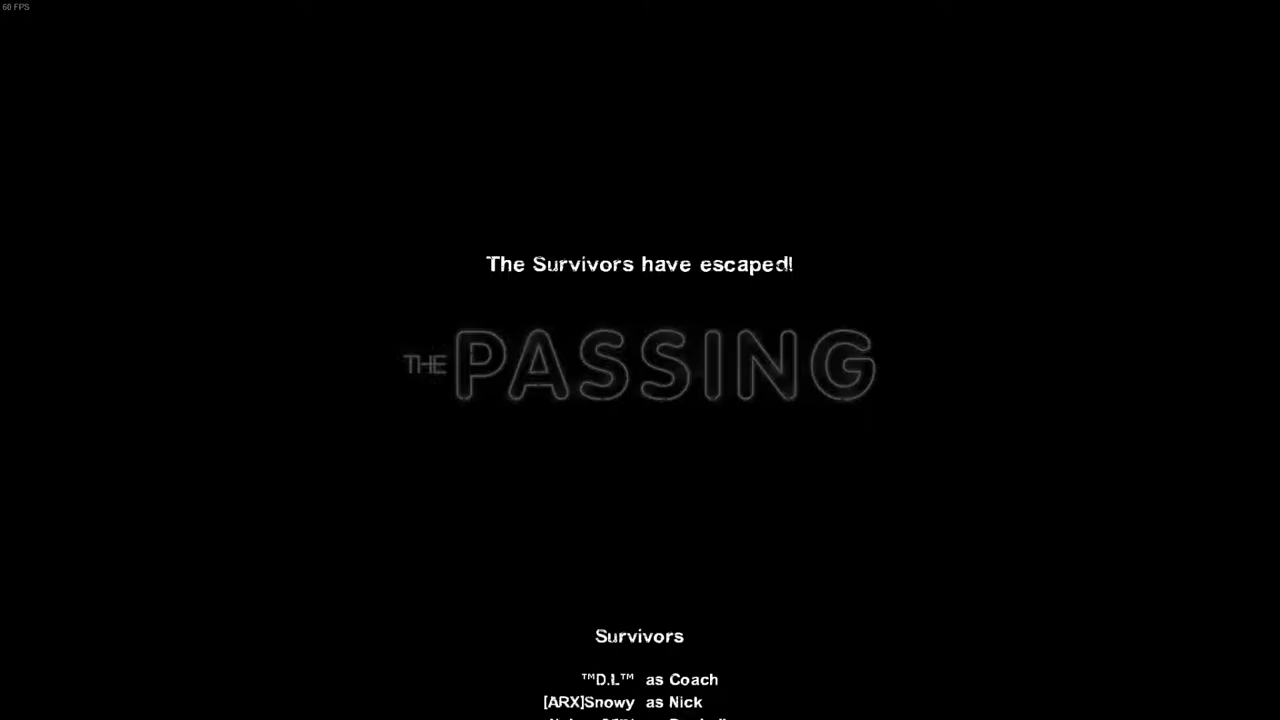 60 FPS
The Survivors have escaped!
THE PASSING
Survivors
™D.L™ as Coach
[ARX]Snowy as Nick